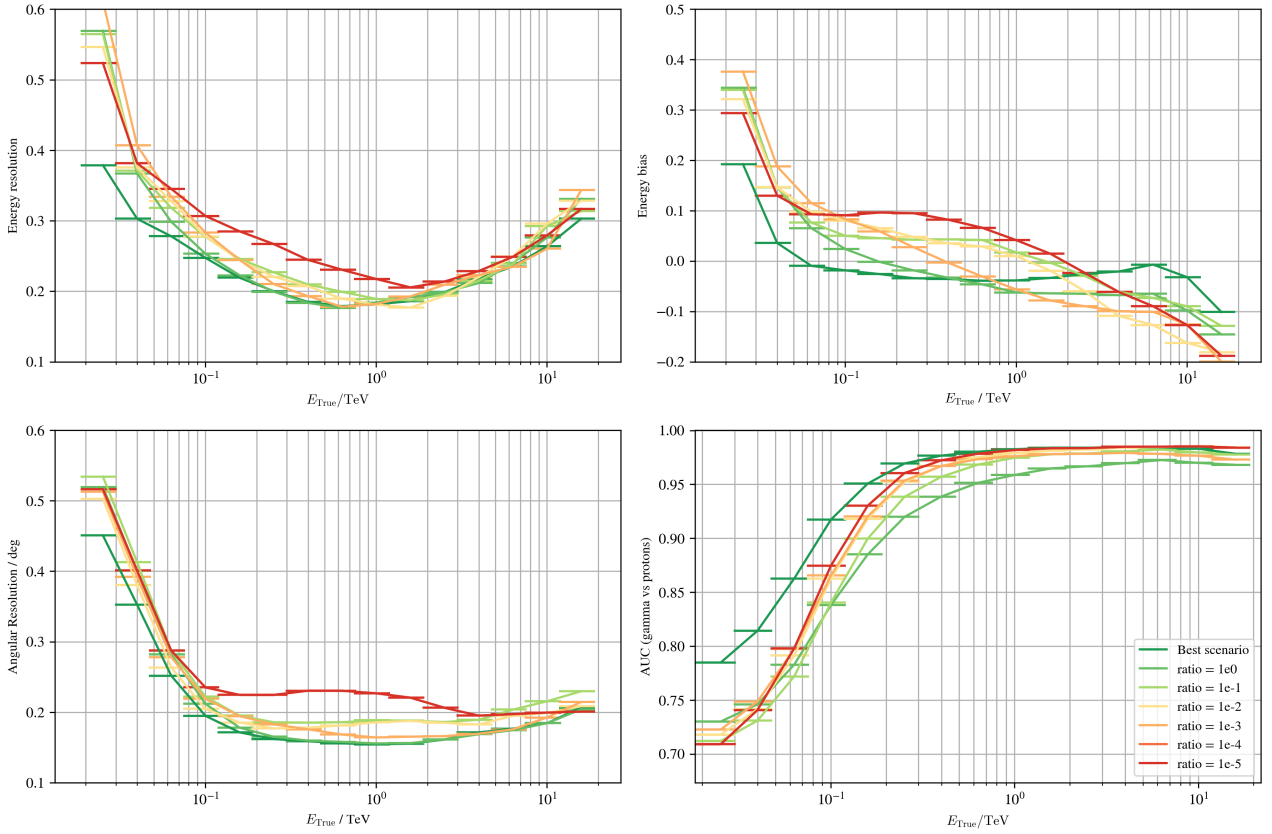 0.6
0.5
0.4
0.3
0.2
0.1
Energy resolution
10⁻¹
10⁰
10¹
E_True/TeV
0.5
0.4
0.3
0.2
0.1
0.0
−0.1
−0.2
Energy bias
10⁻¹
10⁰
10¹
E_True / TeV
0.6
0.5
0.4
0.3
0.2
0.1
Angular Resolution / deg
10⁻¹
10⁰
10¹
E_True / TeV
1.00
0.95
0.90
0.85
0.80
0.75
0.70
AUC (gamma vs protons)
10⁻¹
10⁰
10¹
E_True/TeV
Best scenario
ratio = 1e0
ratio = 1e-1
ratio = 1e-2
ratio = 1e-3
ratio = 1e-4
ratio = 1e-5